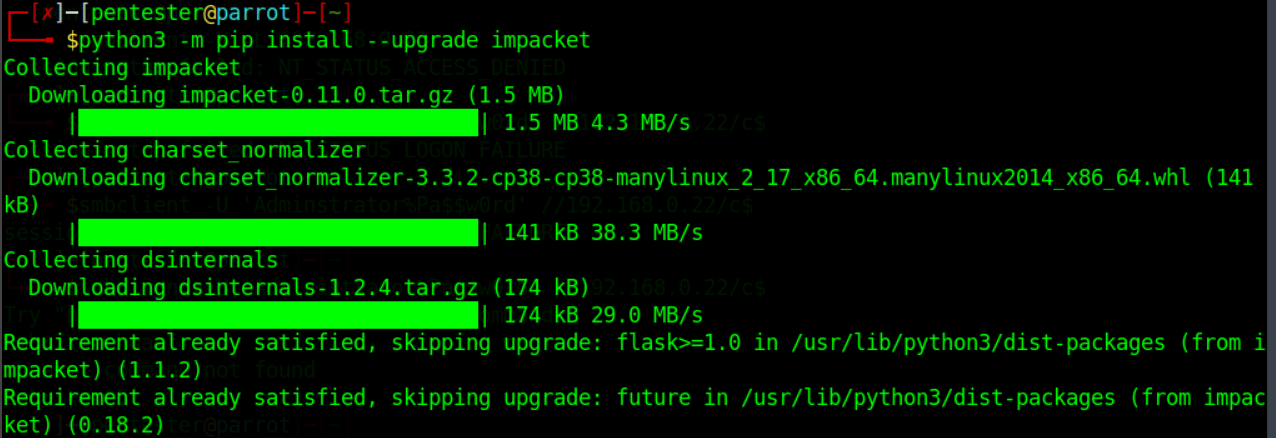 ┌─[✗]─[pentester@parrot]─[~]
└──╼ $python3 -m pip install --upgrade impacket
Collecting impacket
  Downloading impacket-0.11.0.tar.gz (1.5 MB)
     |████████████████████████████████| 1.5 MB 4.3 MB/s
Collecting charset_normalizer
  Downloading charset_normalizer-3.3.2-cp38-cp38-manylinux_2_17_x86_64.manylinux2014_x86_64.whl (141
kB)
     |████████████████████████████████| 141 kB 38.3 MB/s
Collecting dsinternals
  Downloading dsinternals-1.2.4.tar.gz (174 kB)
     |████████████████████████████████| 174 kB 29.0 MB/s
Requirement already satisfied, skipping upgrade: flask>=1.0 in /usr/lib/python3/dist-packages (from i
mpacket) (1.1.2)
Requirement already satisfied, skipping upgrade: future in /usr/lib/python3/dist-packages (from impac
ket) (0.18.2)